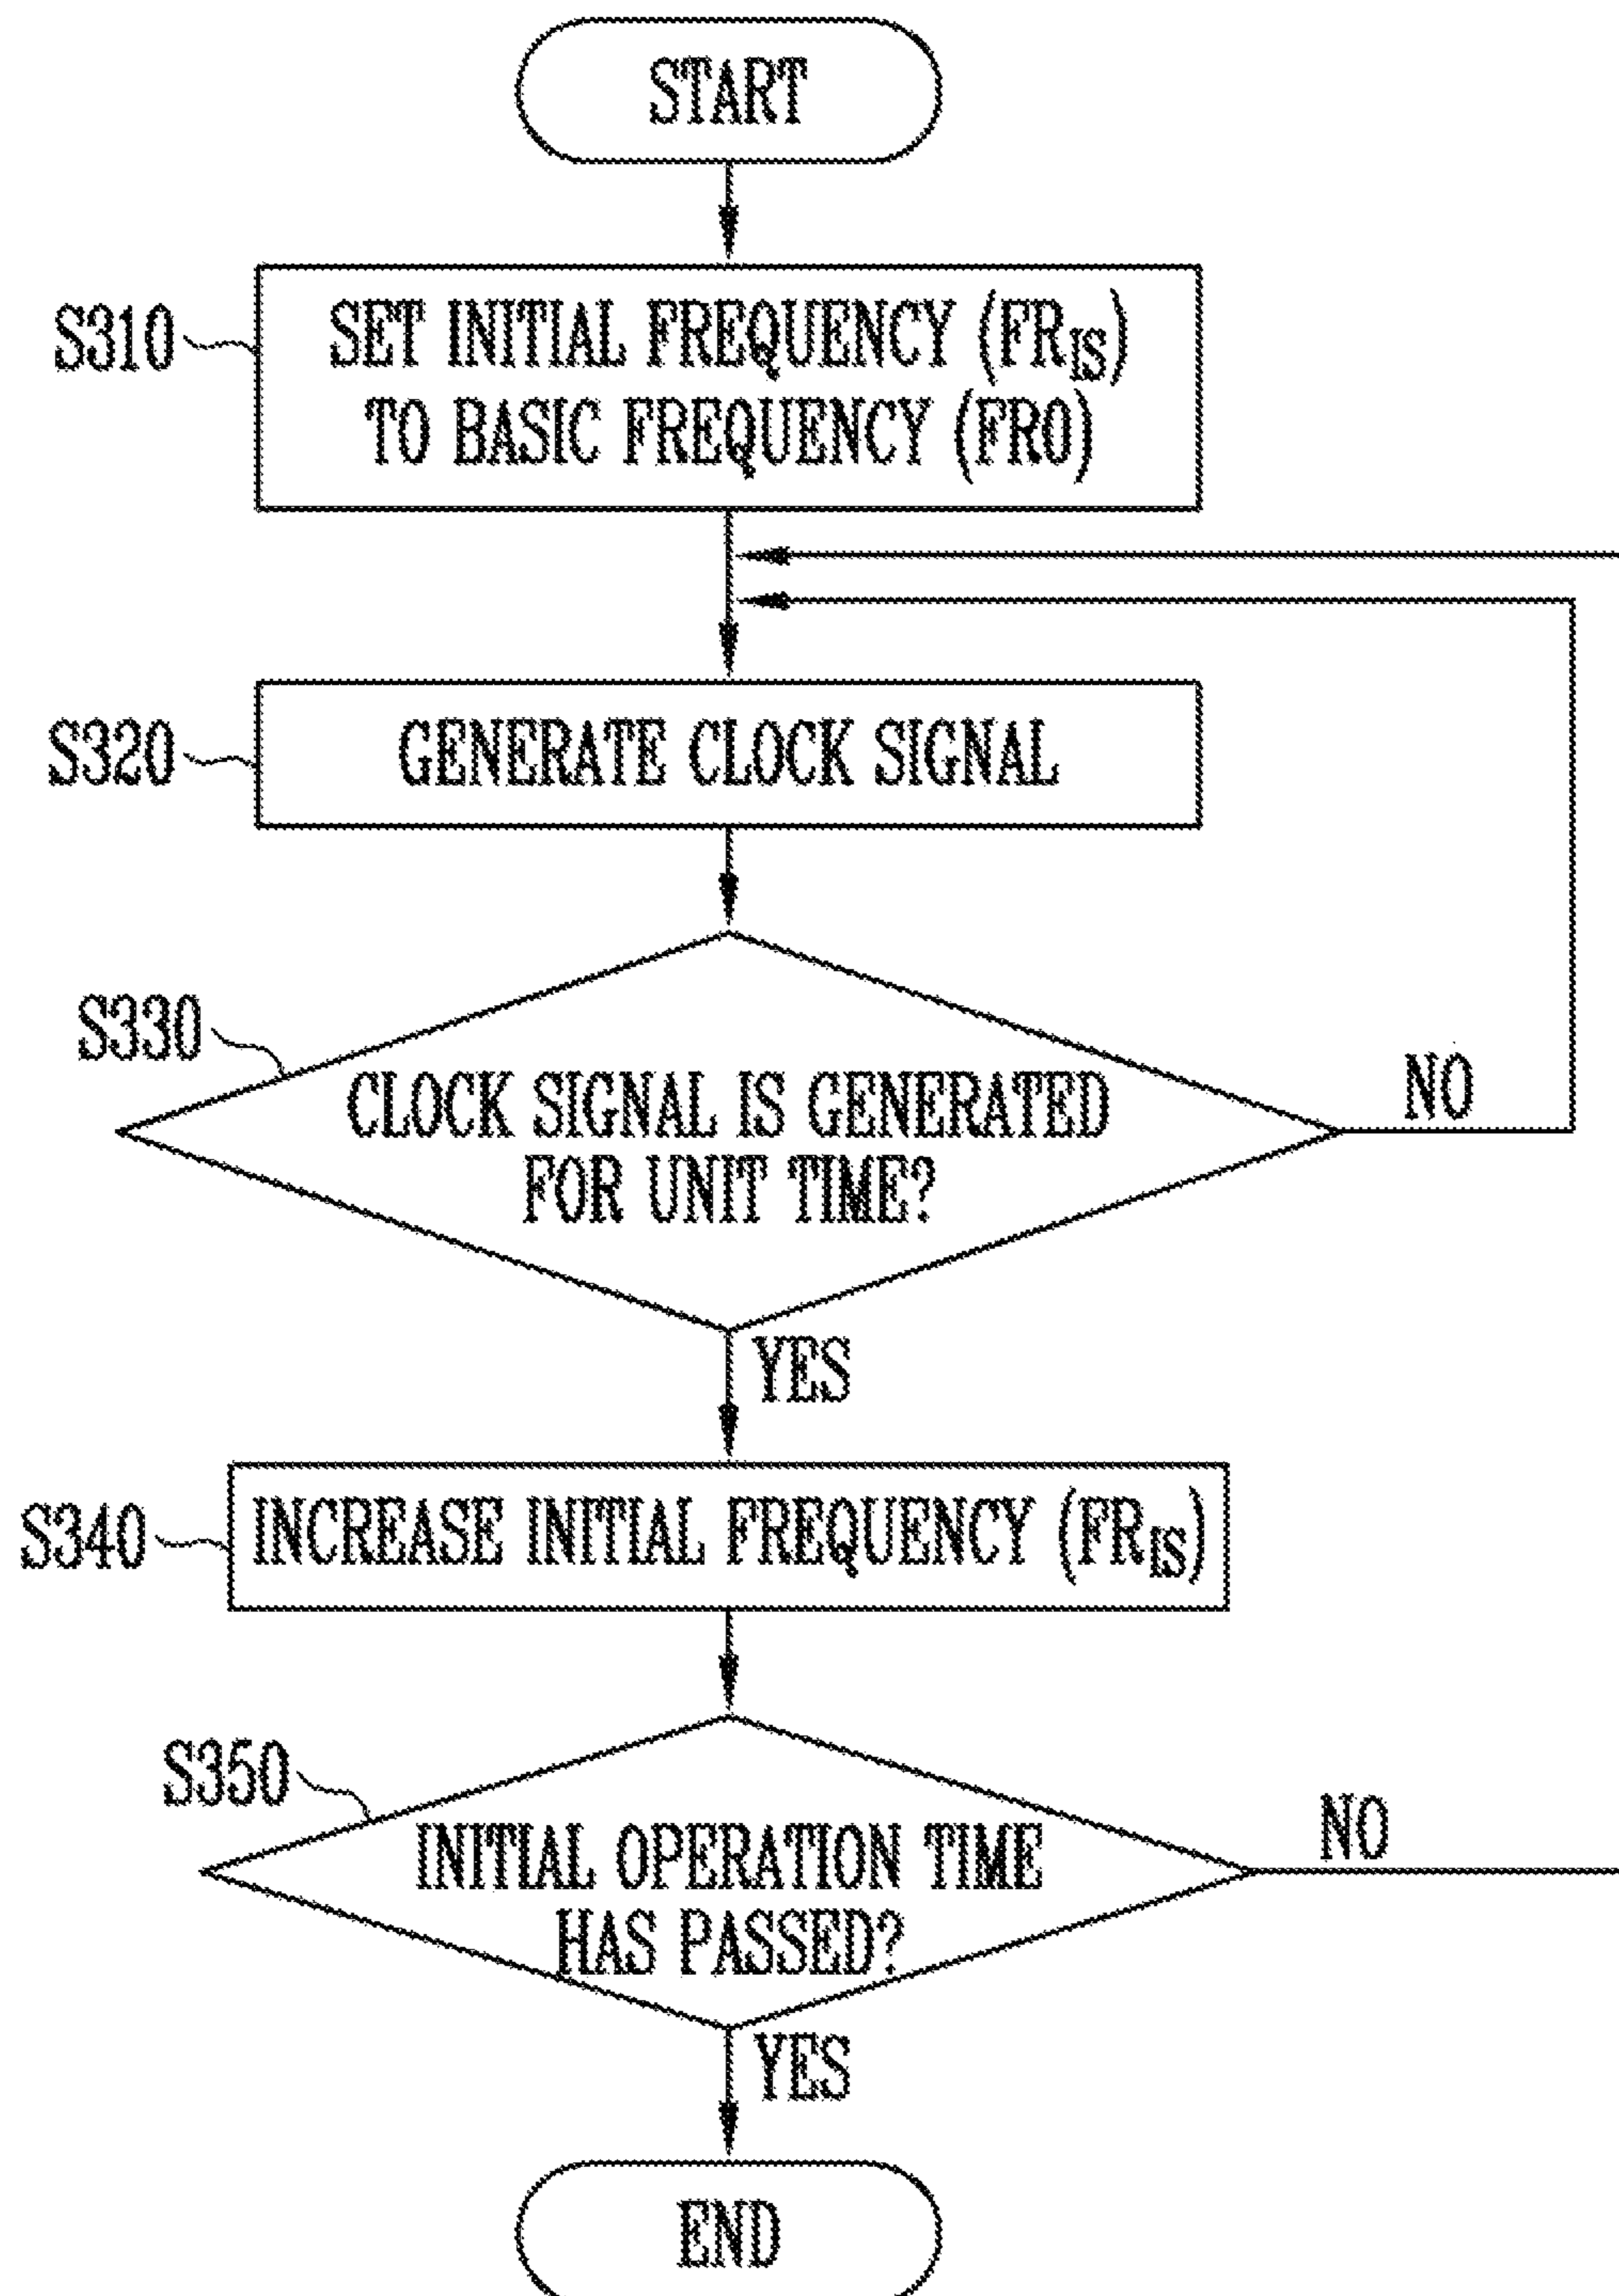 START
S310
SET INITIAL FREQUENCY (FRIS)
TO BASIC FREQUENCY (FR0)
S320
GENERATE CLOCK SIGNAL
S330
CLOCK SIGNAL IS GENERATED
FOR UNIT TIME?
NO
YES
S340
INCREASE INITIAL FREQUENCY (FRIS)
S350
INITIAL OPERATION TIME
HAS PASSED?
NO
YES
END